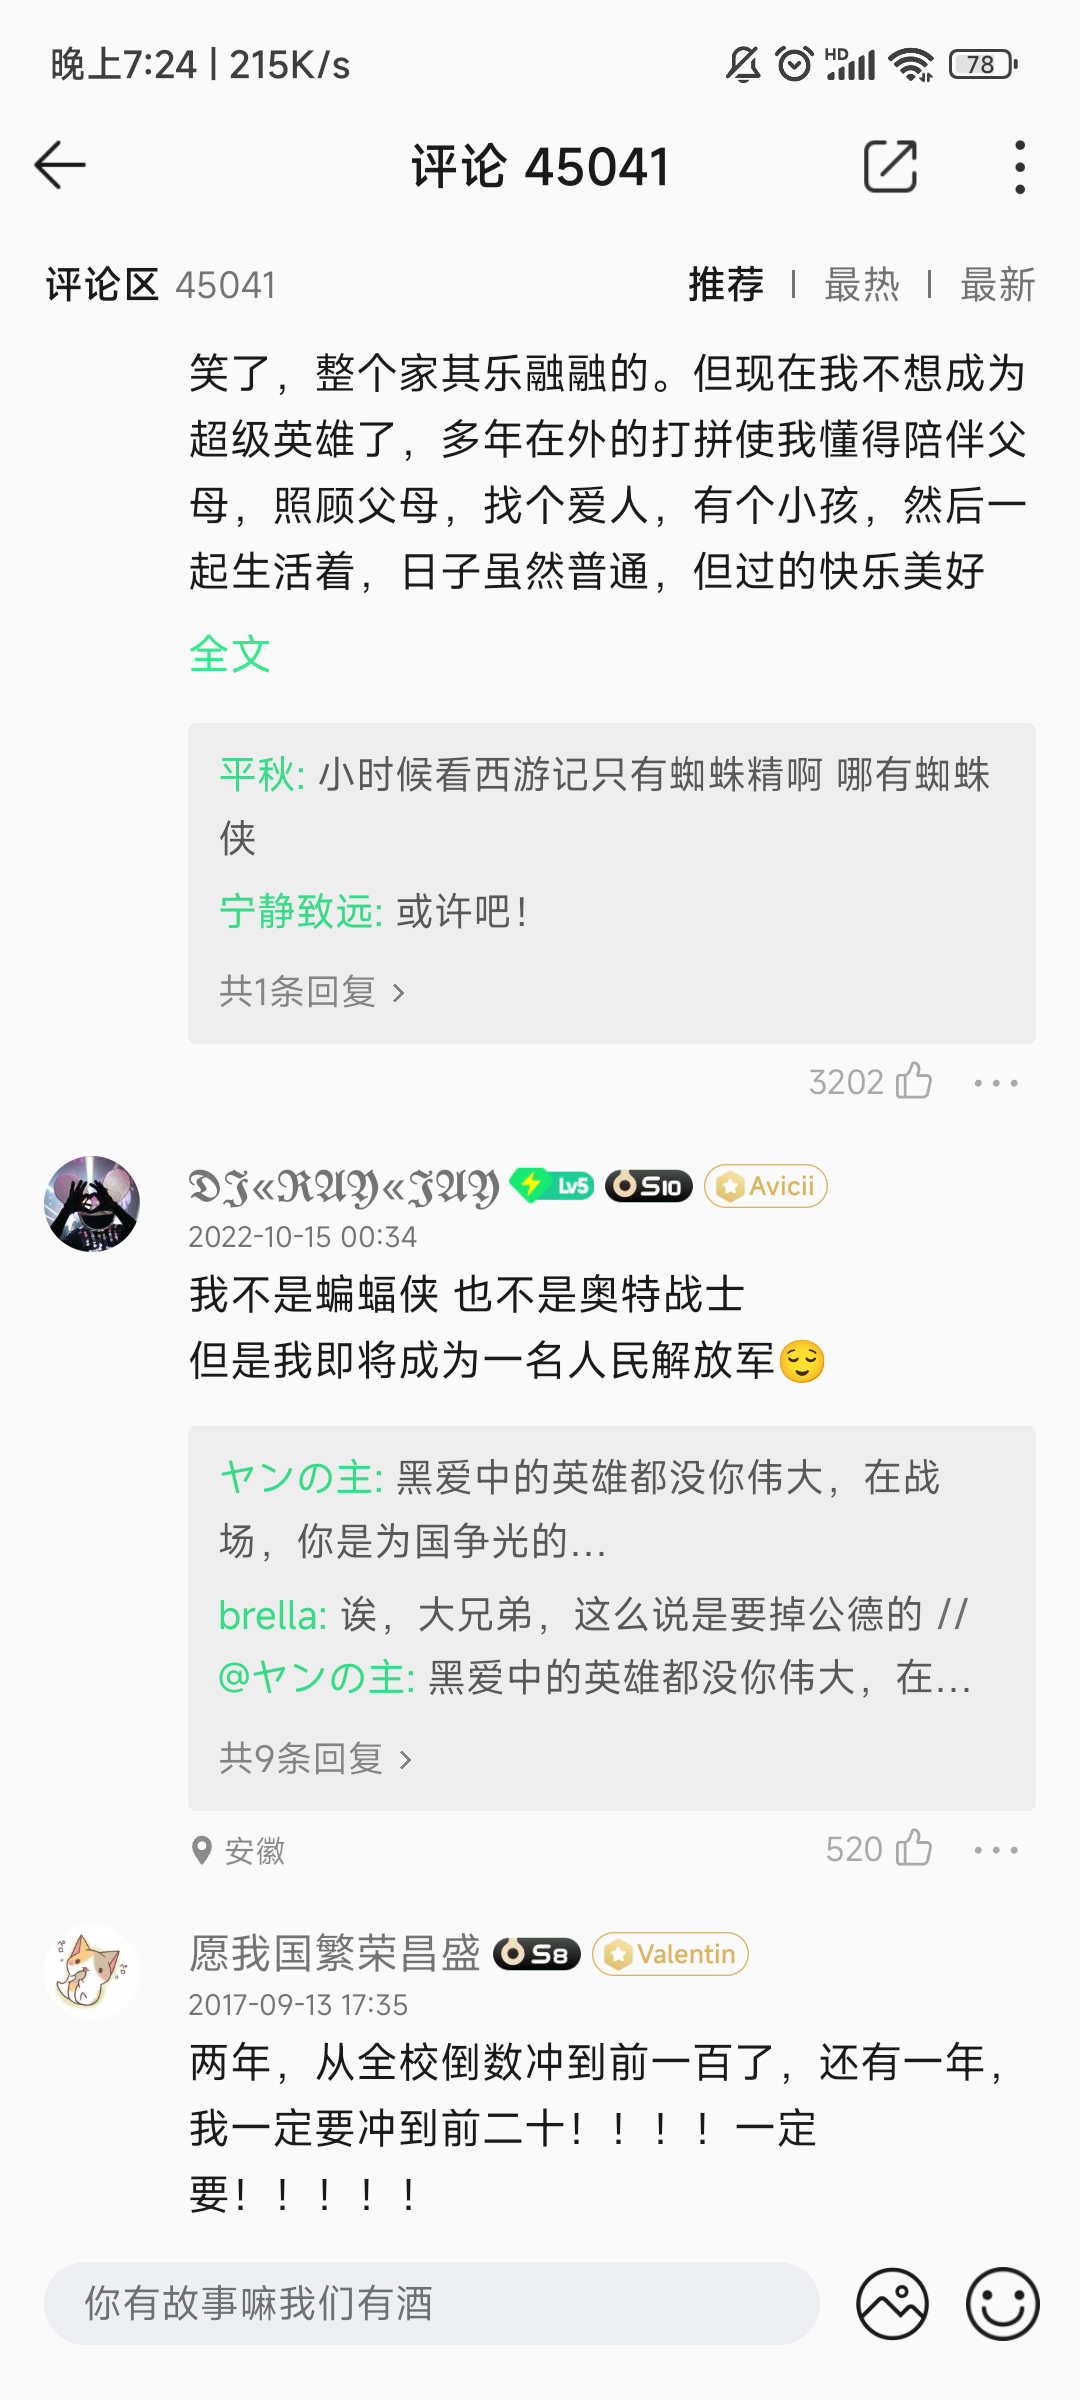 晚上7:24 | 215K/s
HD
78
评论 45041
评论区 45041
推荐 | 最热 | 最新
笑了，整个家其乐融融的。但现在我不想成为
超级英雄了，多年在外的打拼使我懂得陪伴父
母，照顾父母，找个爱人，有个小孩，然后一
起生活着，日子虽然普通，但过的快乐美好
全文
平秋: 小时候看西游记只有蜘蛛精啊 哪有蜘蛛
侠
宁静致远: 或许吧！
共1条回复 >
3202
𝔇𝔍«ℜ𝔄𝔜«𝔍𝔄𝔜 Lv5 S10 Avicii
2022-10-15 00:34
我不是蝙蝠侠 也不是奥特战士
但是我即将成为一名人民解放军😌
ヤンの主: 黑爱中的英雄都没你伟大，在战
场，你是为国争光的...
brella: 诶，大兄弟，这么说是要掉公德的 //
@ヤンの主: 黑爱中的英雄都没你伟大，在...
共9条回复 >
安徽
520
愿我国繁荣昌盛 S8 Valentin
2017-09-13 17:35
两年，从全校倒数冲到前一百了，还有一年，
我一定要冲到前二十！！！！一定
要！！！！！
你有故事嘛我们有酒